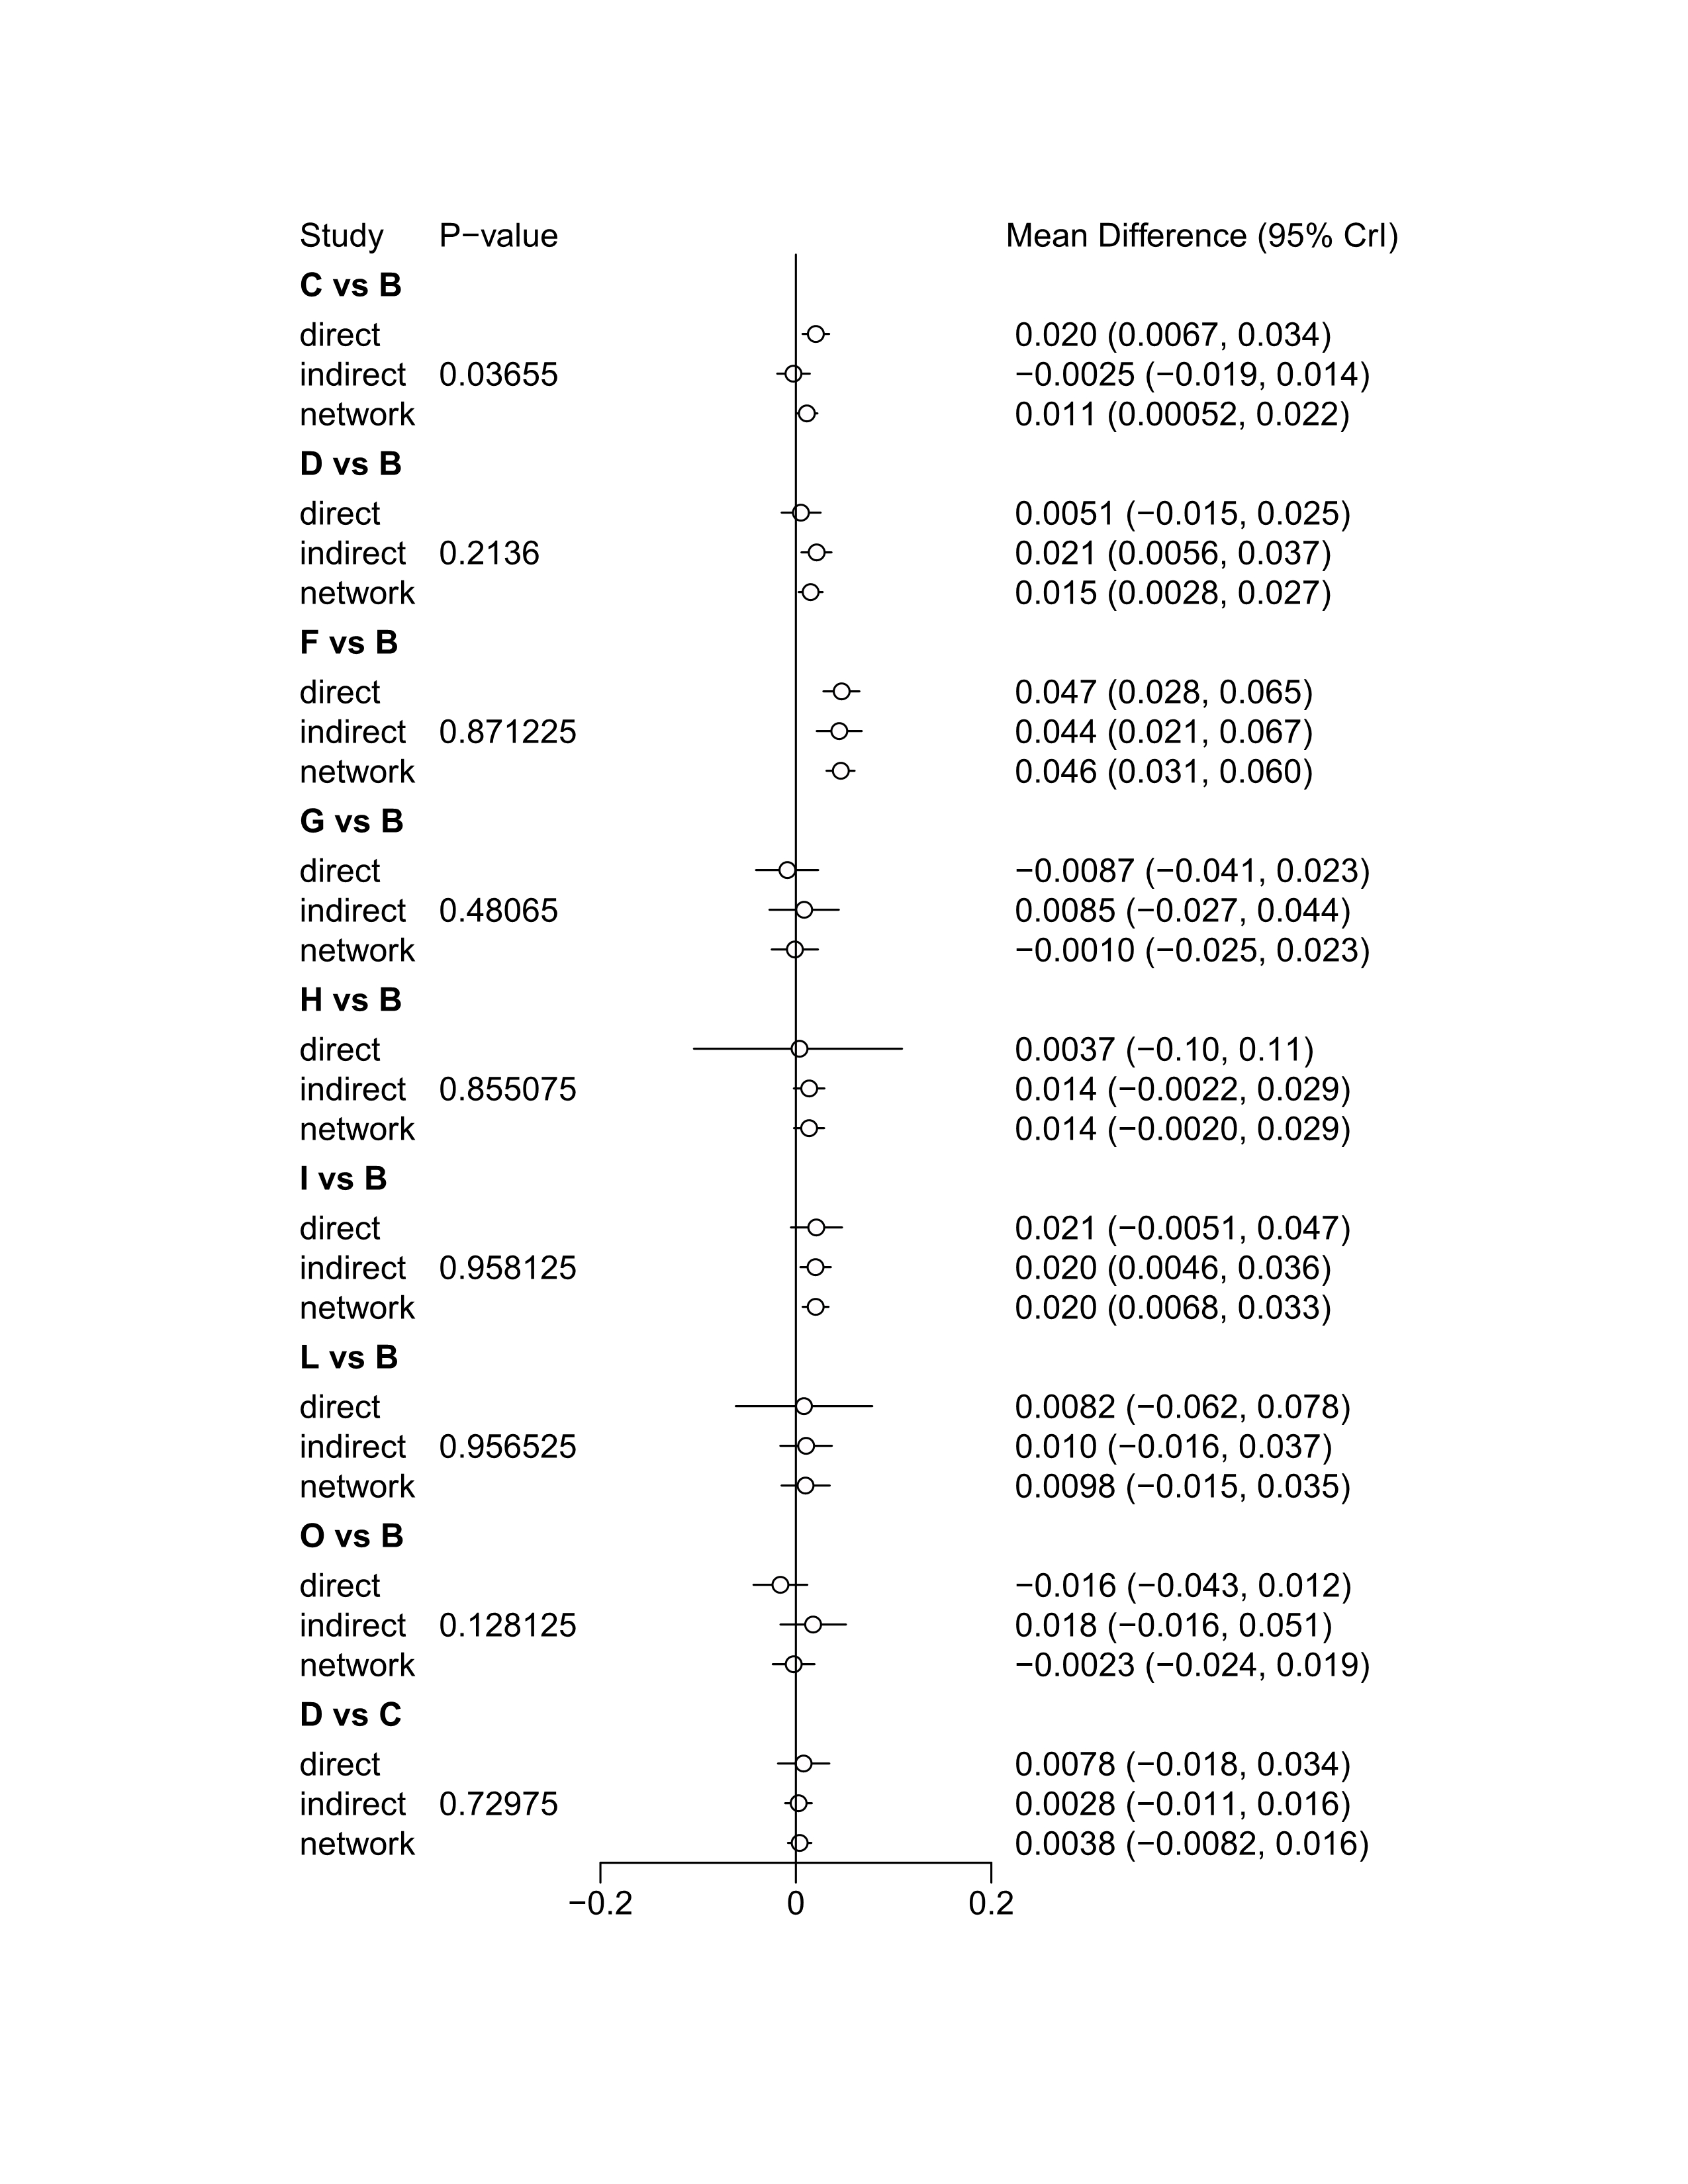 Study P−value Mean Difference (95% CrI)
C vs B
direct 0.020 (0.0067, 0.034)
indirect 0.03655 −0.0025 (−0.019, 0.014)
network 0.011 (0.00052, 0.022)
D vs B
direct 0.0051 (−0.015, 0.025)
indirect 0.2136 0.021 (0.0056, 0.037)
network 0.015 (0.0028, 0.027)
F vs B
direct 0.047 (0.028, 0.065)
indirect 0.871225 0.044 (0.021, 0.067)
network 0.046 (0.031, 0.060)
G vs B
direct −0.0087 (−0.041, 0.023)
indirect 0.48065 0.0085 (−0.027, 0.044)
network −0.0010 (−0.025, 0.023)
H vs B
direct 0.0037 (−0.10, 0.11)
indirect 0.855075 0.014 (−0.0022, 0.029)
network 0.014 (−0.0020, 0.029)
I vs B
direct 0.021 (−0.0051, 0.047)
indirect 0.958125 0.020 (0.0046, 0.036)
network 0.020 (0.0068, 0.033)
L vs B
direct 0.0082 (−0.062, 0.078)
indirect 0.956525 0.010 (−0.016, 0.037)
network 0.0098 (−0.015, 0.035)
O vs B
direct −0.016 (−0.043, 0.012)
indirect 0.128125 0.018 (−0.016, 0.051)
network −0.0023 (−0.024, 0.019)
D vs C
direct 0.0078 (−0.018, 0.034)
indirect 0.72975 0.0028 (−0.011, 0.016)
network 0.0038 (−0.0082, 0.016)
−0.2 0 0.2